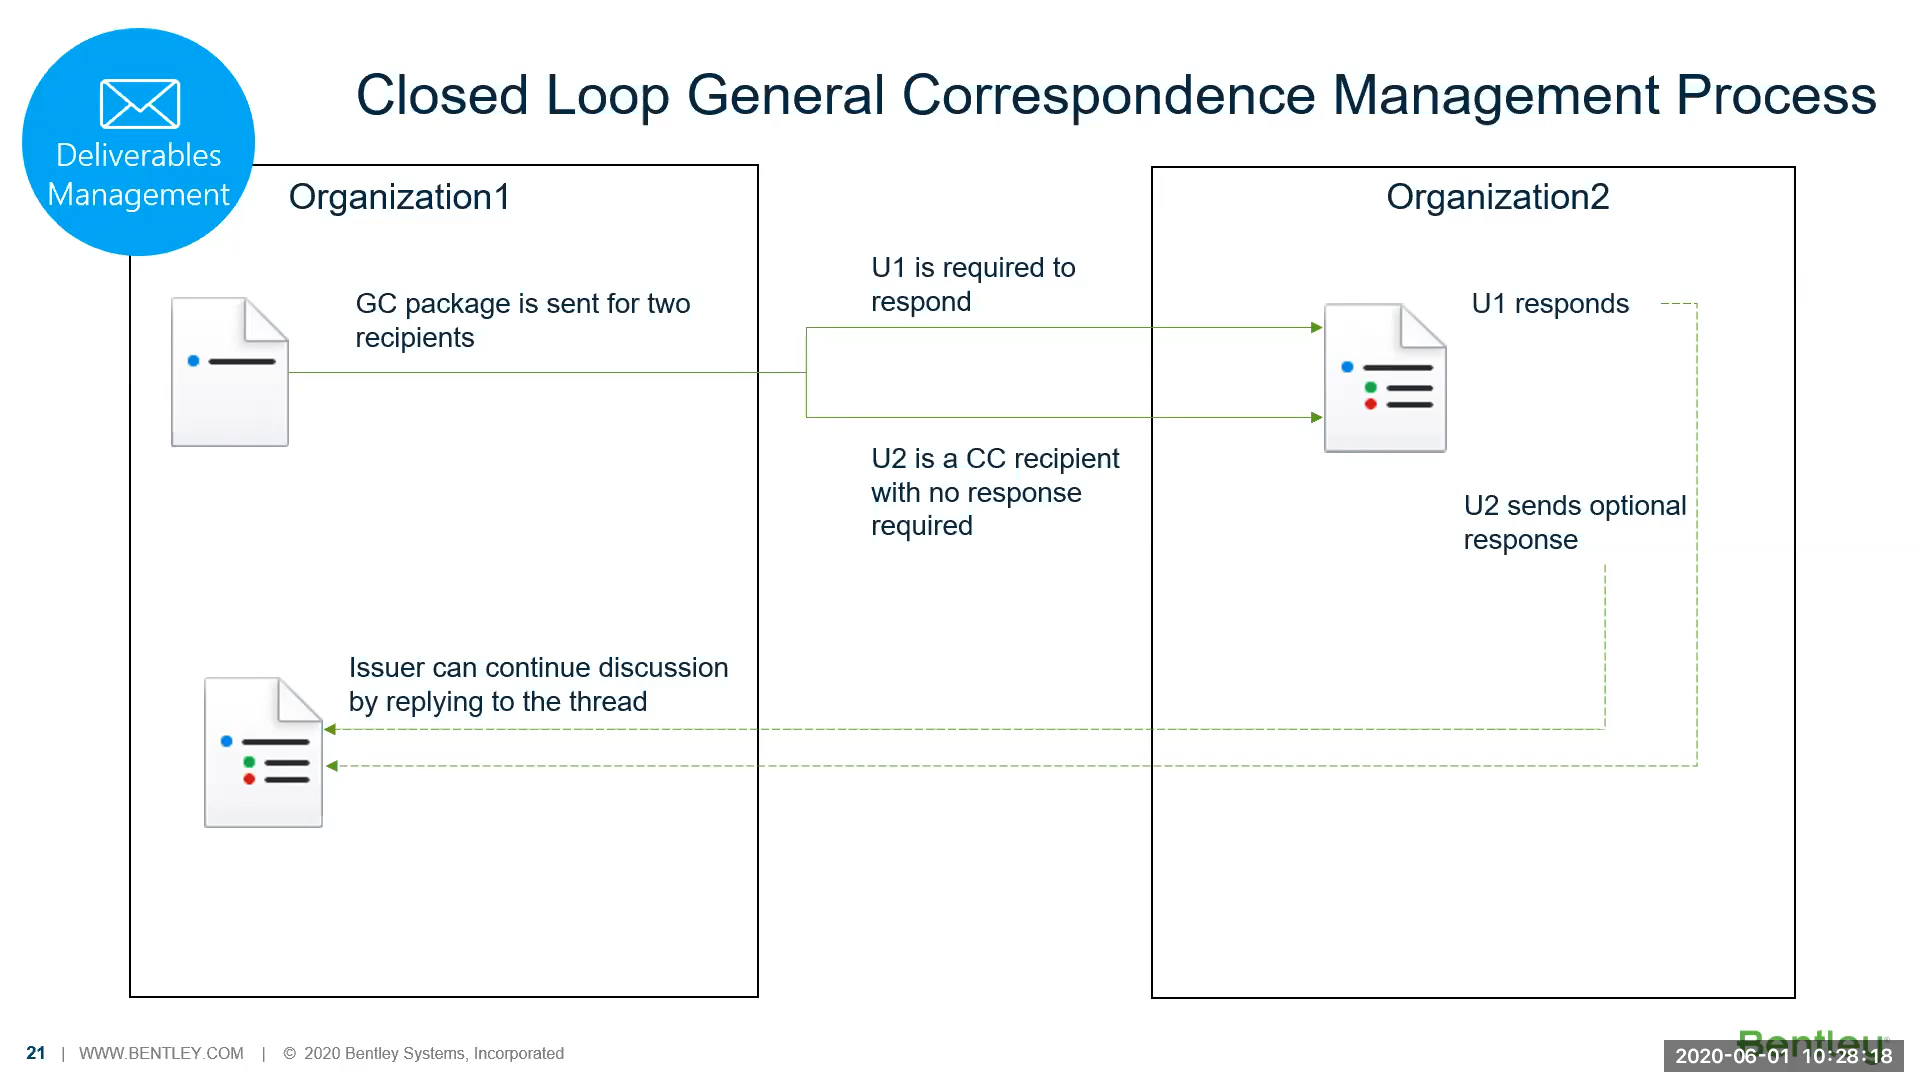 Deliverables
Management
Closed Loop General Correspondence Management Process
Organization1
Organization2
GC package is sent for two
recipients
U1 is required to
respond
U1 responds
U2 is a CC recipient
with no response
required
U2 sends optional
response
Issuer can continue discussion
by replying to the thread
21 | WWW.BENTLEY.COM | © 2020 Bentley Systems, Incorporated
Bentley
2020-06-01 10:28:18